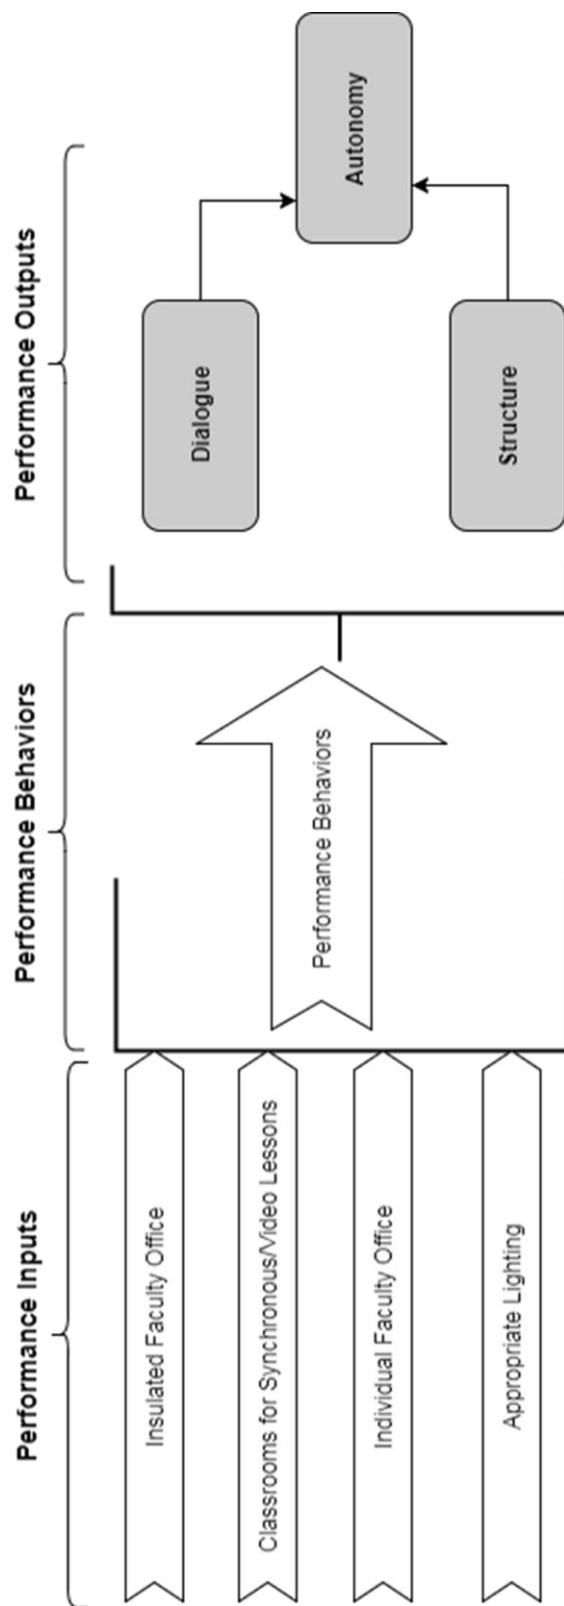 Performance Inputs
Performance Behaviors
Performance Outputs
Insulated Faculty Office
Classrooms for Synchronous/Video Lessons
Individual Faculty Office
Appropriate Lighting
Performance Behaviors
Dialogue
Structure
Autonomy